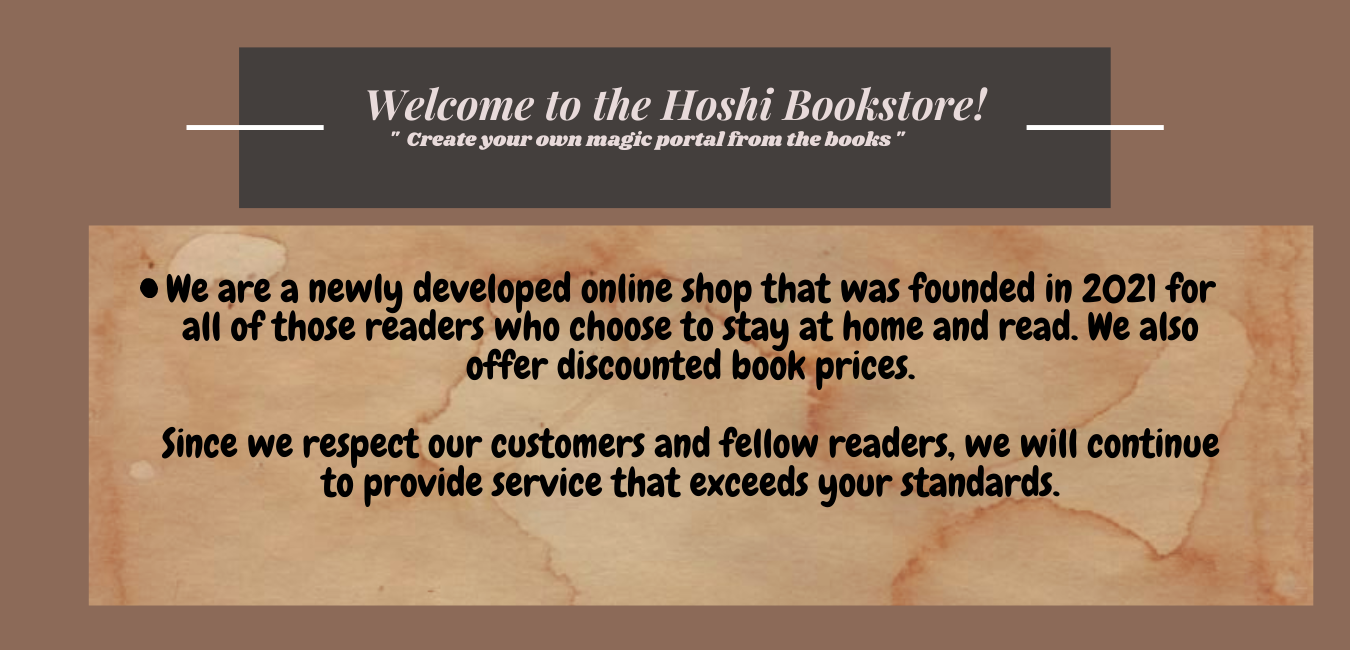 Welcome to the Hoshi Bookstore!
" Create your own magic portal from the books "
• We are a newly developed online shop that was founded in 2021 for
all of those readers who choose to stay at home and read. We also
offer discounted book prices.
Since we respect our customers and fellow readers, we will continue
to provide service that exceeds your standards.